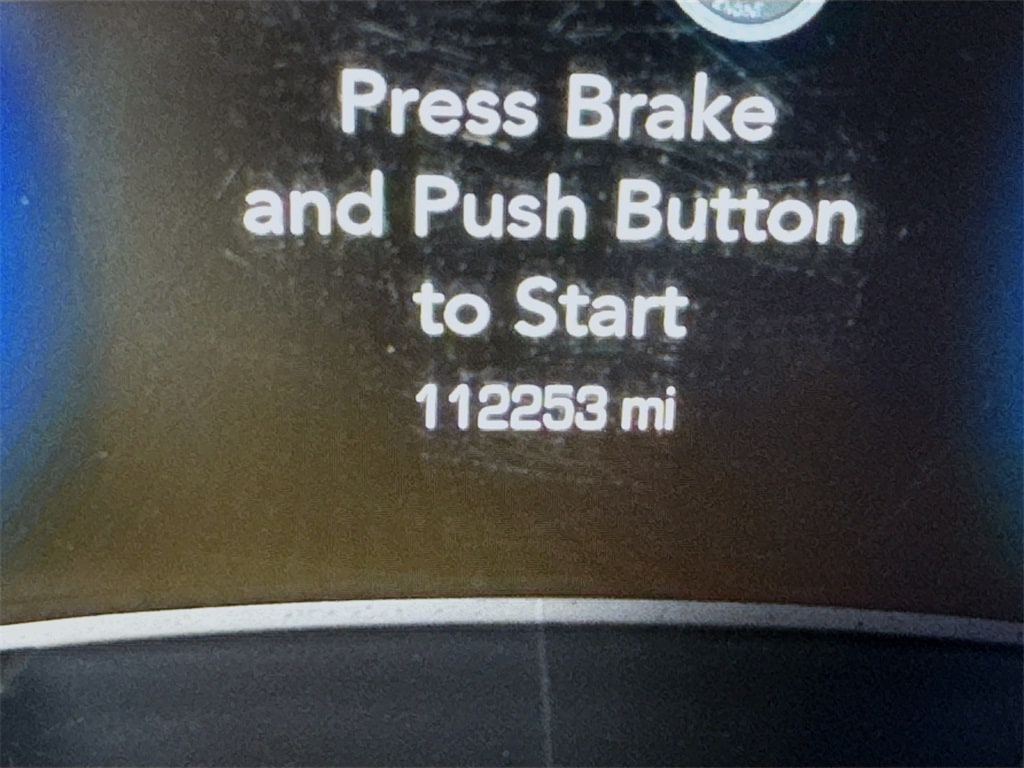 Press Brake
and Push Button
to Start
112253 mi